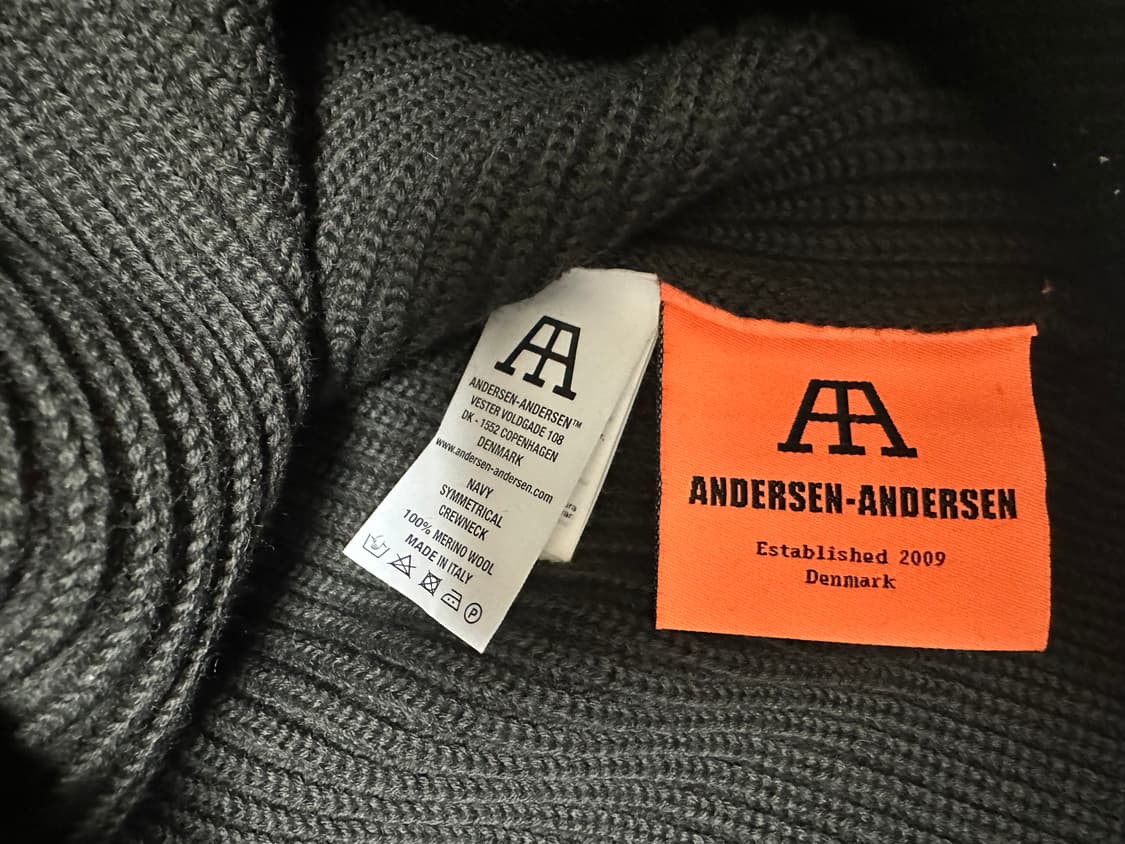 ANDERSEN-ANDERSEN™
VESTER VOLDGADE 108
DK - 1552 COPENHAGEN
DENMARK
www.andersen-andersen.com
NAVY
SYMMETRICAL
CREWNECK
100% MERINO WOOL
MADE IN ITALY
P
ANDERSEN-ANDERSEN
Established 2009
Denmark